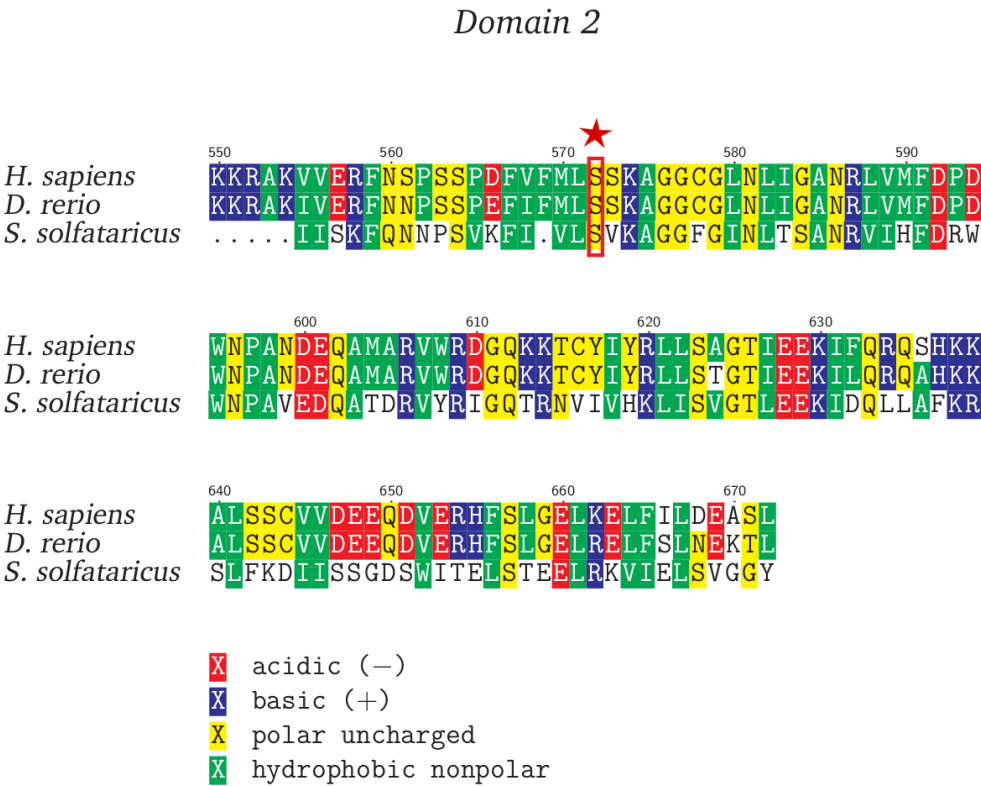 Domain 2
550 560 570 580 590
H. sapiens KKRAKVVERFNSPSSPDFVFMLSSKAGGCGLNLIGANRLVMFDPD
D. rerio KKRAKIVERFNNPSSPEFIFMLSSKAGGCGLNLIGANRLVMFDPD
S. solfataricus .....IISKFQNNPSVKFI.VLSVKAGGFGINLTSANRVIHFDRW
600 610 620 630
H. sapiens WNPANDEQAMARVWRDGQKKTCYIYRLLSAGTIEEKIFQRQSHKK
D. rerio WNPANDEQAMARVWRDGQKKTCYIYRLLSTGTIEEKILQRQAHKK
S. solfataricus WNPAVEDQATDRVYRIGQTRNVIVHKLISVGTLEEKIDQLLAFKR
640 650 660 670
H. sapiens ALSSCVVDEEQDVERHFSLGELKELFILDEASL
D. rerio ALSSCVVDEEQDVERHFSLGELRELFSLNEKTL
S. solfataricus SLFKDIISSGDSWITELSTEELRKVIELSVGGY
X acidic (−)
X basic (+)
X polar uncharged
X hydrophobic nonpolar